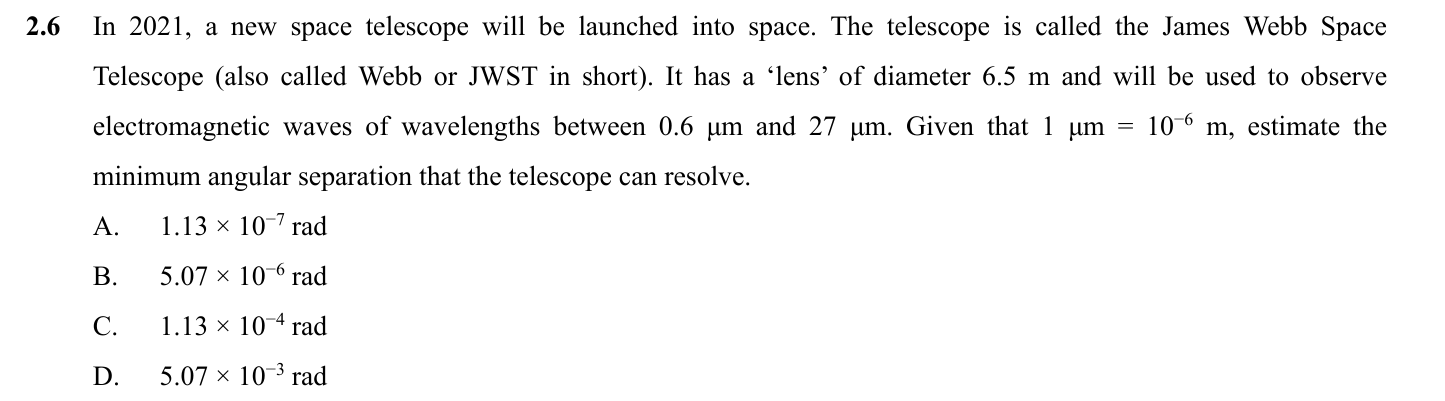 2.6 In 2021, a new space telescope will be launched into space. The telescope is called the James Webb Space
Telescope (also called Webb or JWST in short). It has a ‘lens’ of diameter 6.5 m and will be used to observe
electromagnetic waves of wavelengths between 0.6 μm and 27 μm. Given that 1 μm = 10⁻⁶ m, estimate the
minimum angular separation that the telescope can resolve.
A. 1.13 × 10⁻⁷ rad
B. 5.07 × 10⁻⁶ rad
C. 1.13 × 10⁻⁴ rad
D. 5.07 × 10⁻³ rad